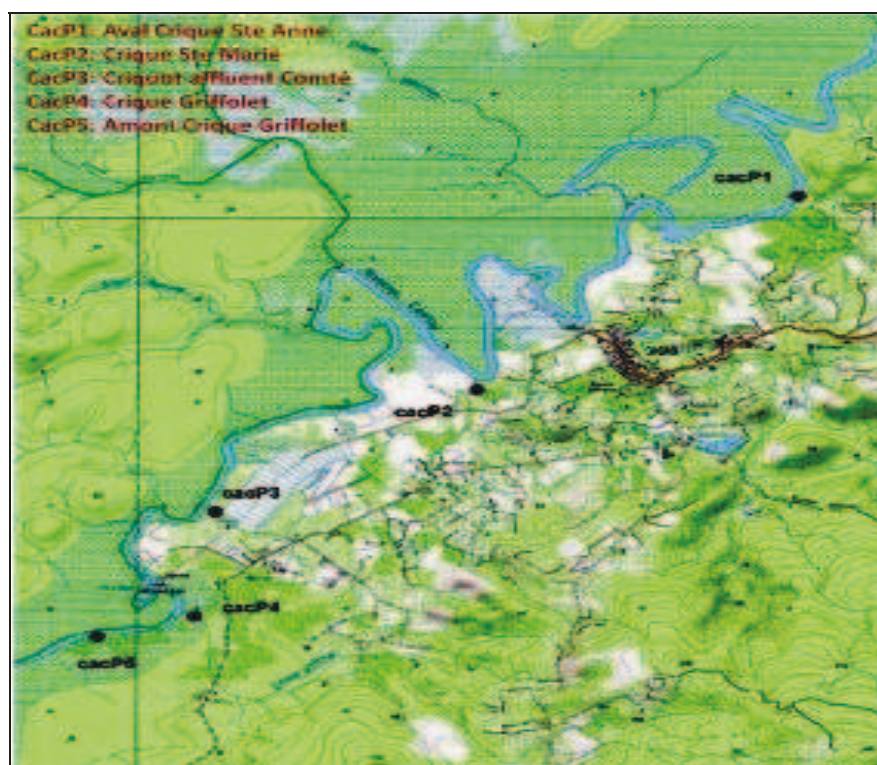 CacP1: Aval Crique Ste Anne
CacP2: Crique Ste Marie
CacP3: Criquot affluent Comté
CacP4: Crique Griffolet
CacP5: Amont Crique Griffolet
cacP1
cacP2
cacP3
cacP4
cacP5